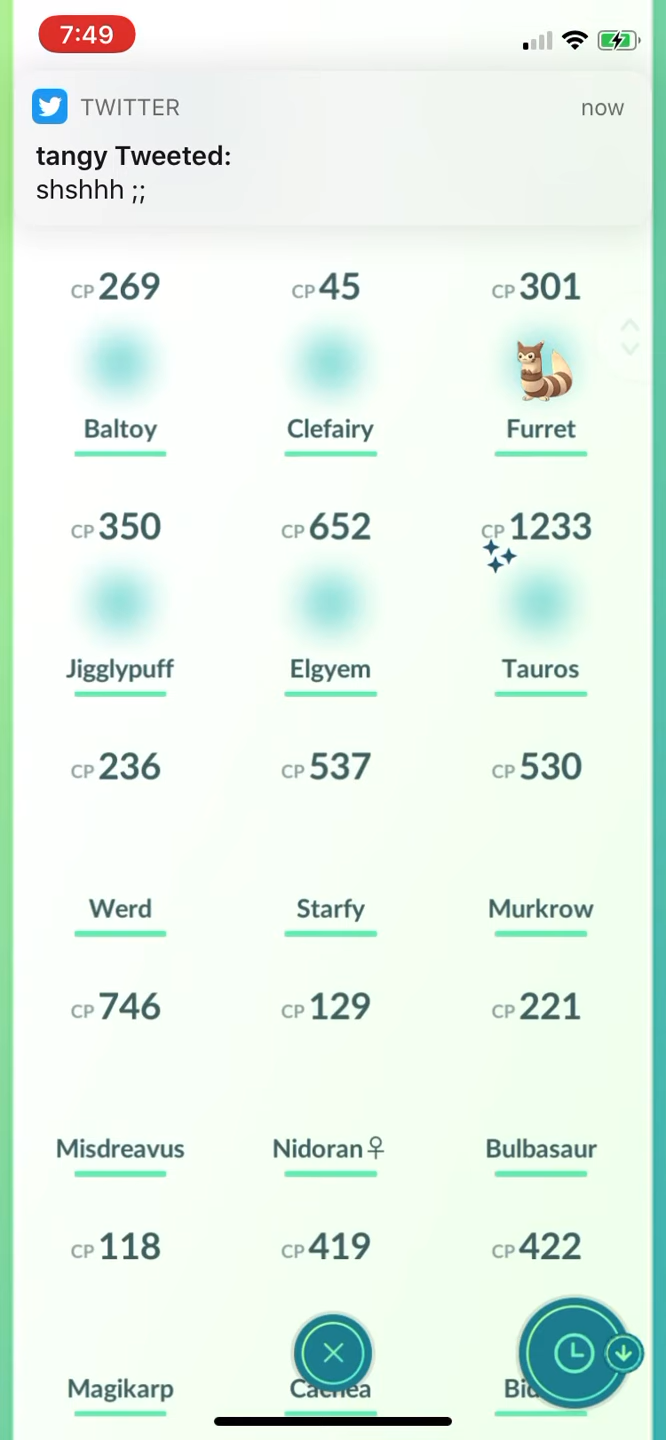 7:49
TWITTER now
tangy Tweeted:
shshhh ;;
CP 269 CP 45 CP 301
Baltoy Clefairy Furret
CP 350 CP 652 CP 1233
Jigglypuff Elgyem Tauros
CP 236 CP 537 CP 530
Werd Starfy Murkrow
CP 746 CP 129 CP 221
Misdreavus Nidoran♀ Bulbasaur
CP 118 CP 419 CP 422
Magikarp